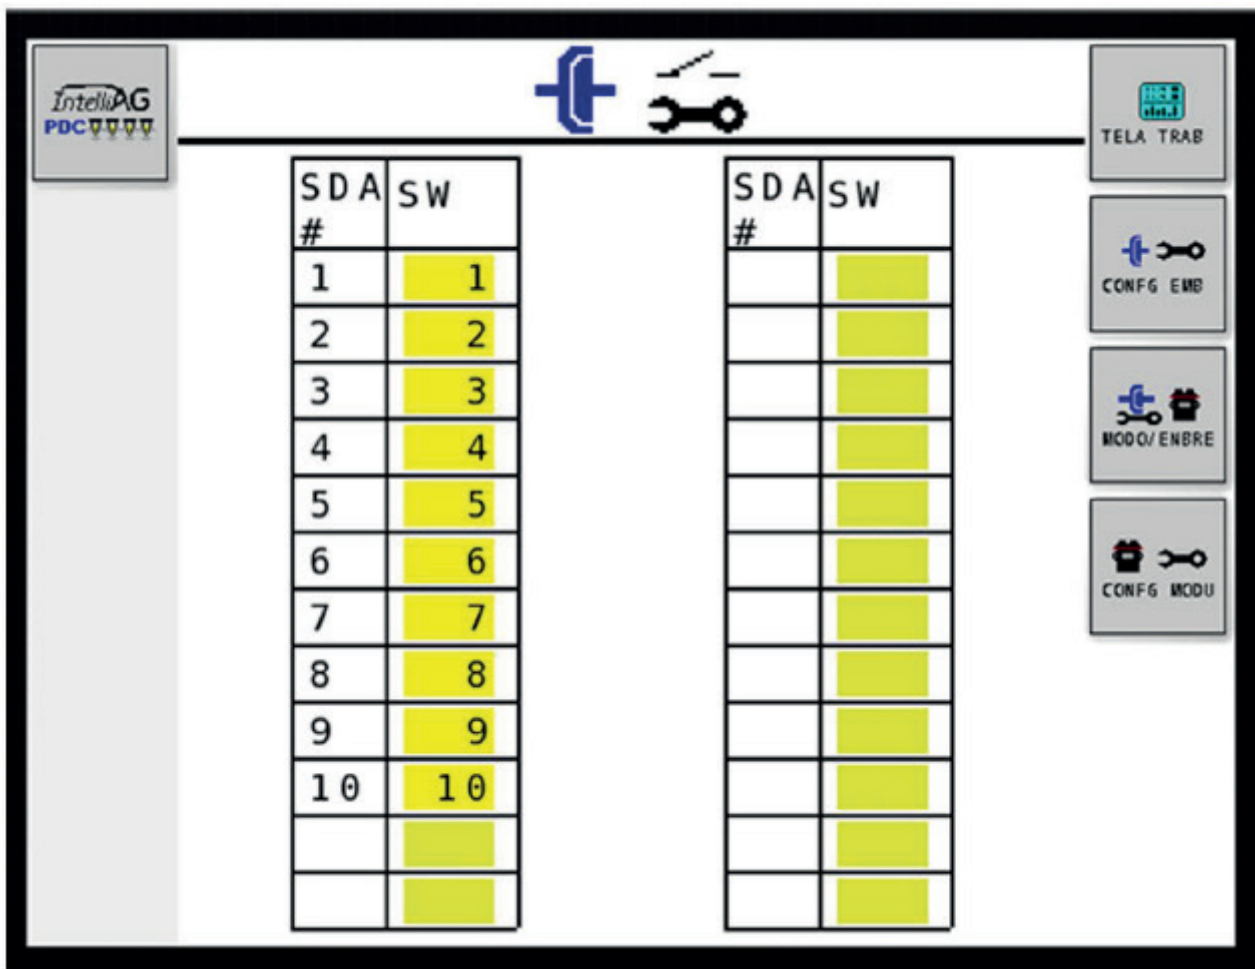 IntelliAG
PDC
TELA TRAB
CONFG EMB
MODO/ENBRE
CONFG MODU
SDA # SW
1 1
2 2
3 3
4 4
5 5
6 6
7 7
8 8
9 9
10 10
SDA # SW